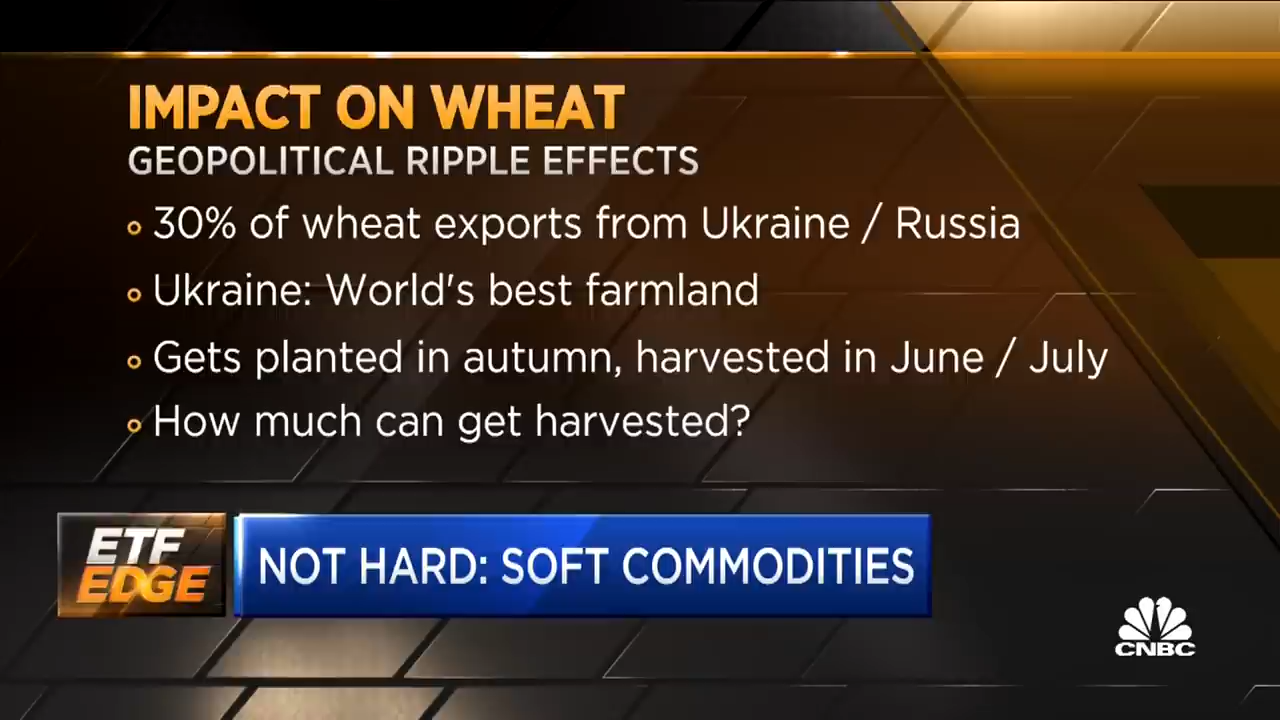 IMPACT ON WHEAT
GEOPOLITICAL RIPPLE EFFECTS
30% of wheat exports from Ukraine / Russia
Ukraine: World's best farmland
Gets planted in autumn, harvested in June / July
How much can get harvested?
ETF
EDGE
NOT HARD: SOFT COMMODITIES
CNBC